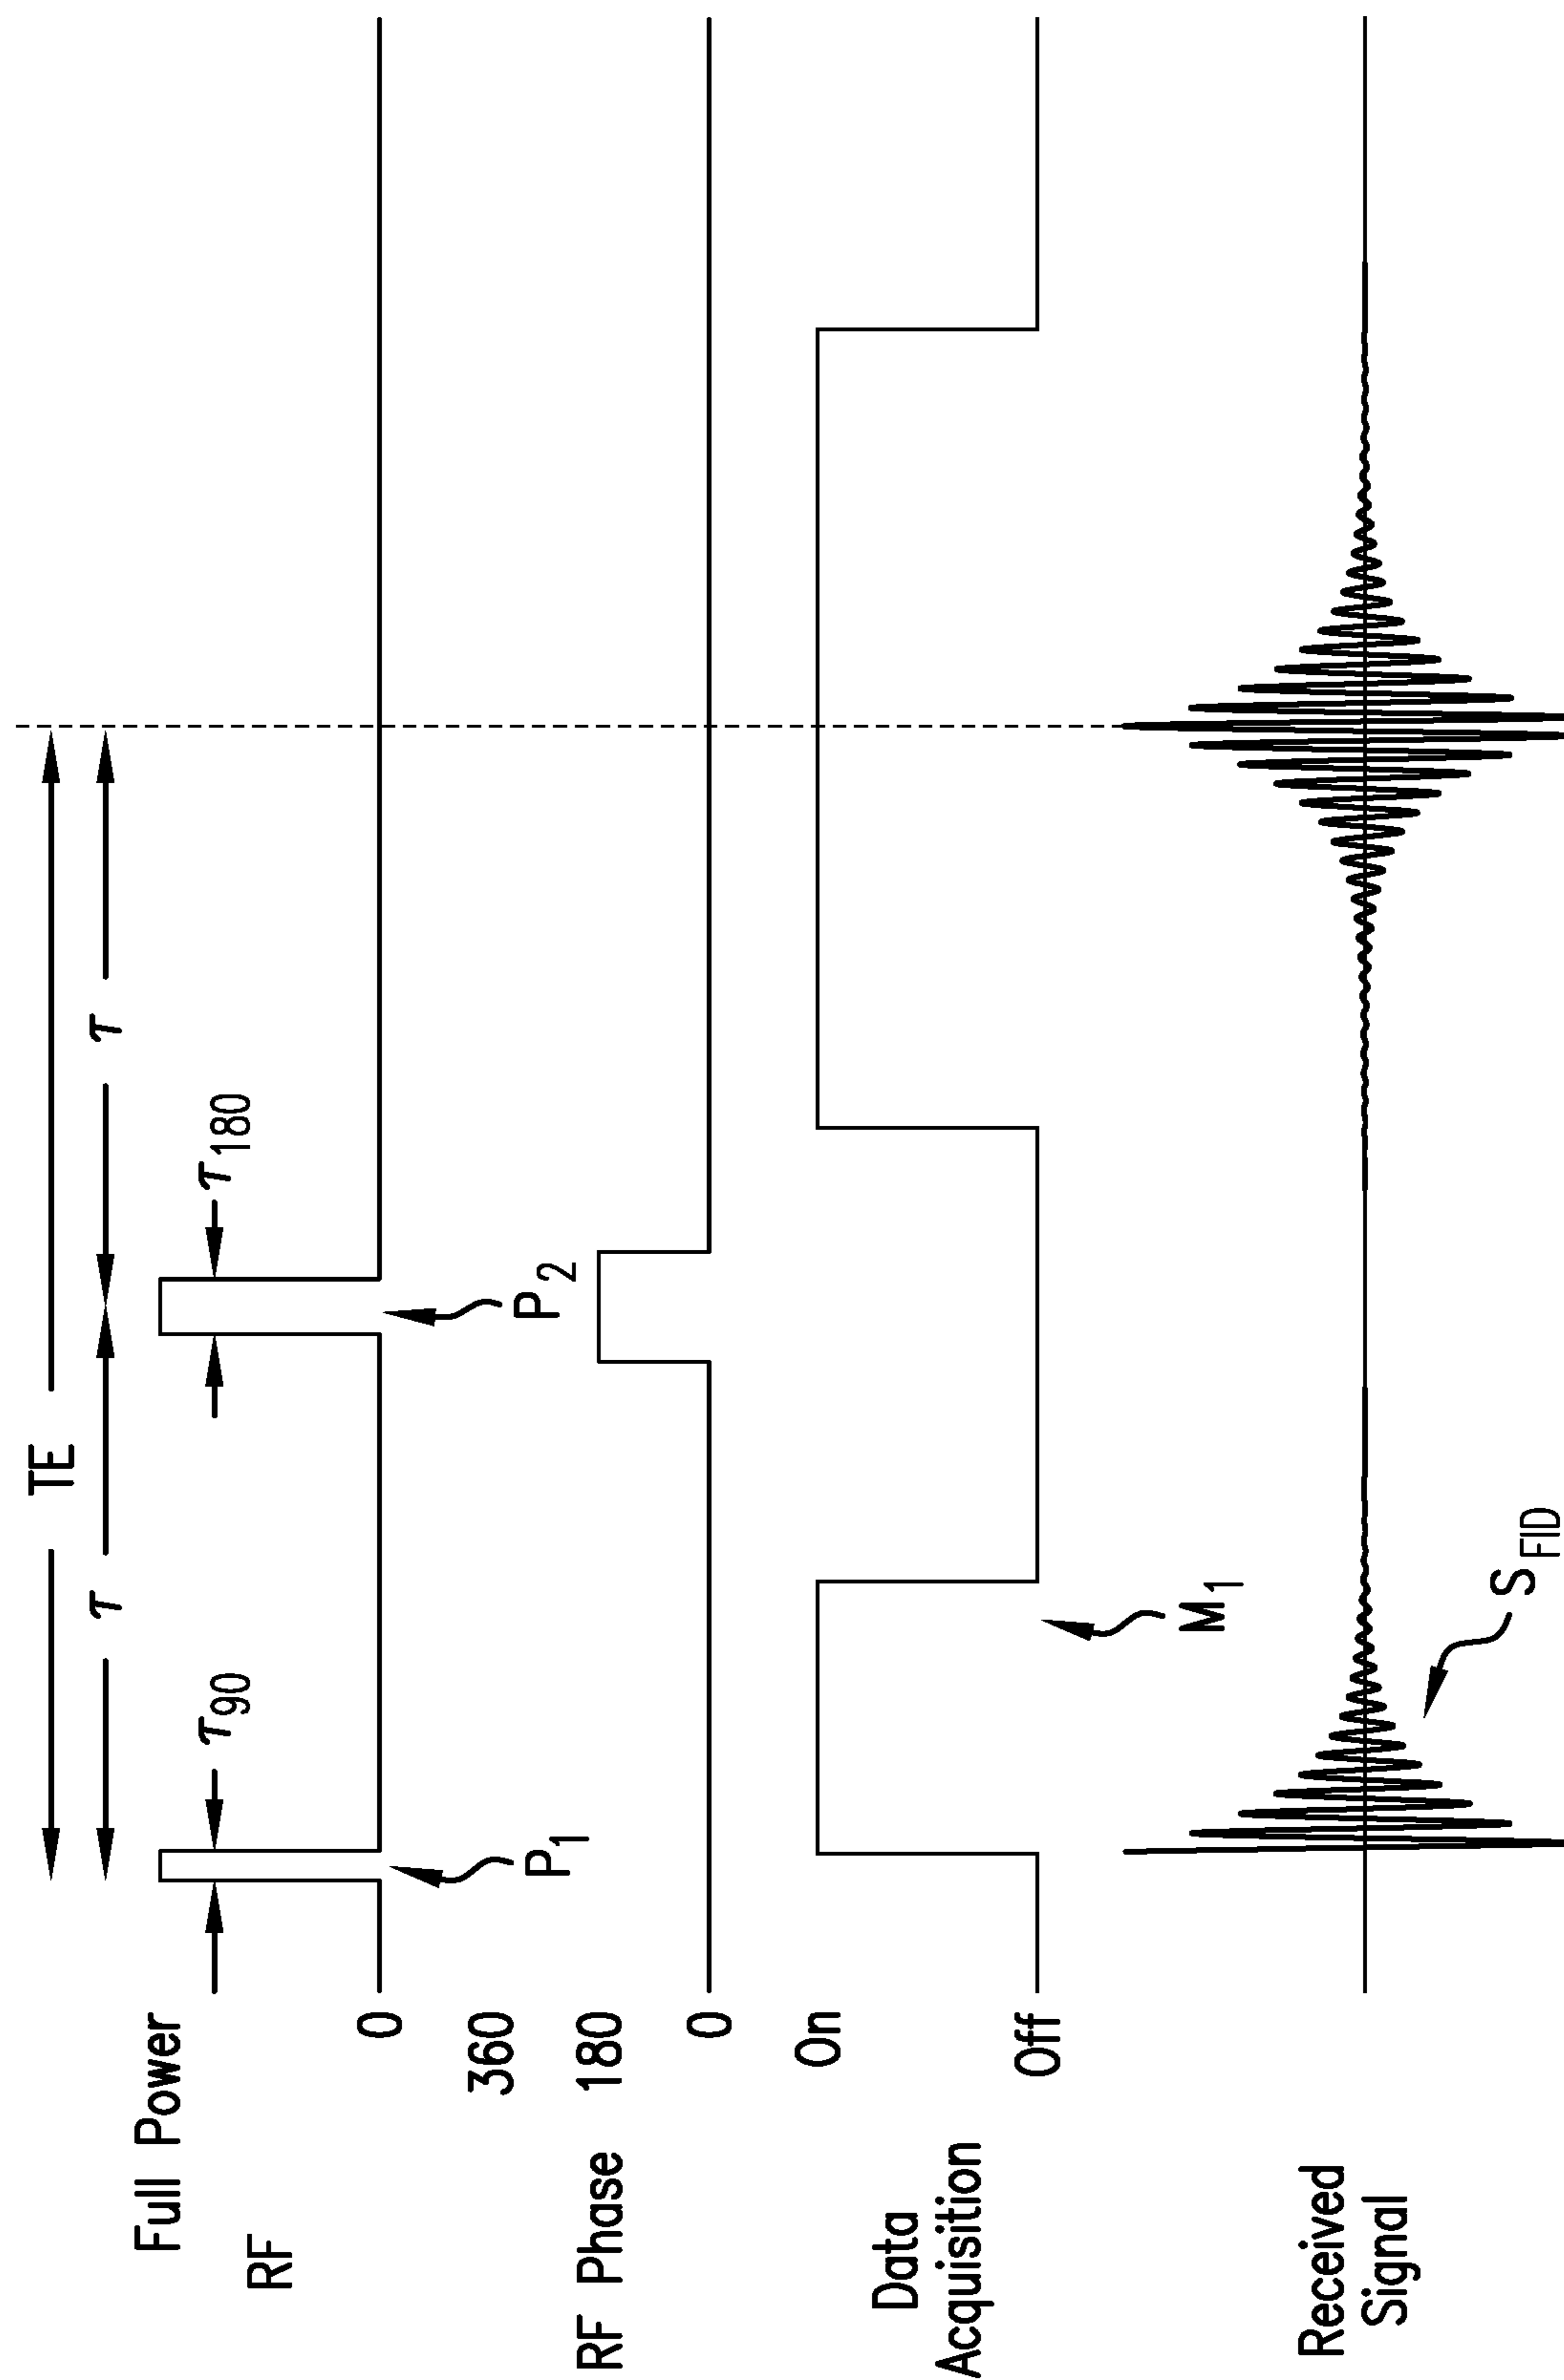 TE
τ
τ
Full Power
τ90
τ180
RF
0
P1
P2
360
RF Phase 180
0
On
Data
Acquisition
Off
M1
Received
Signal
SFID